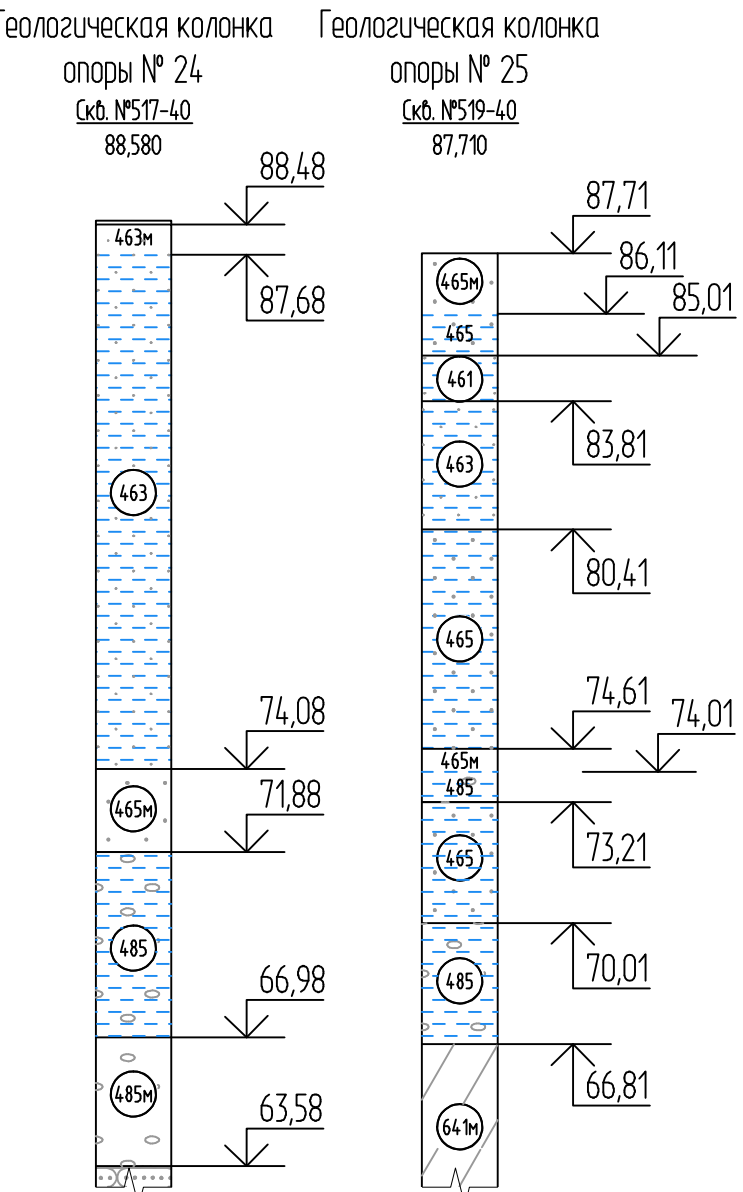 Геологическая колонка
опоры № 24
Скв. №517-40
88,580
88,48
463м
87,68
463
74,08
465м
71,88
485
66,98
485м
63,58
Геологическая колонка
опоры № 25
Скв. №519-40
87,710
87,71
465м
86,11
465
85,01
461
83,81
463
80,41
465
74,61
465м
74,01
485
73,21
465
70,01
485
66,81
641м